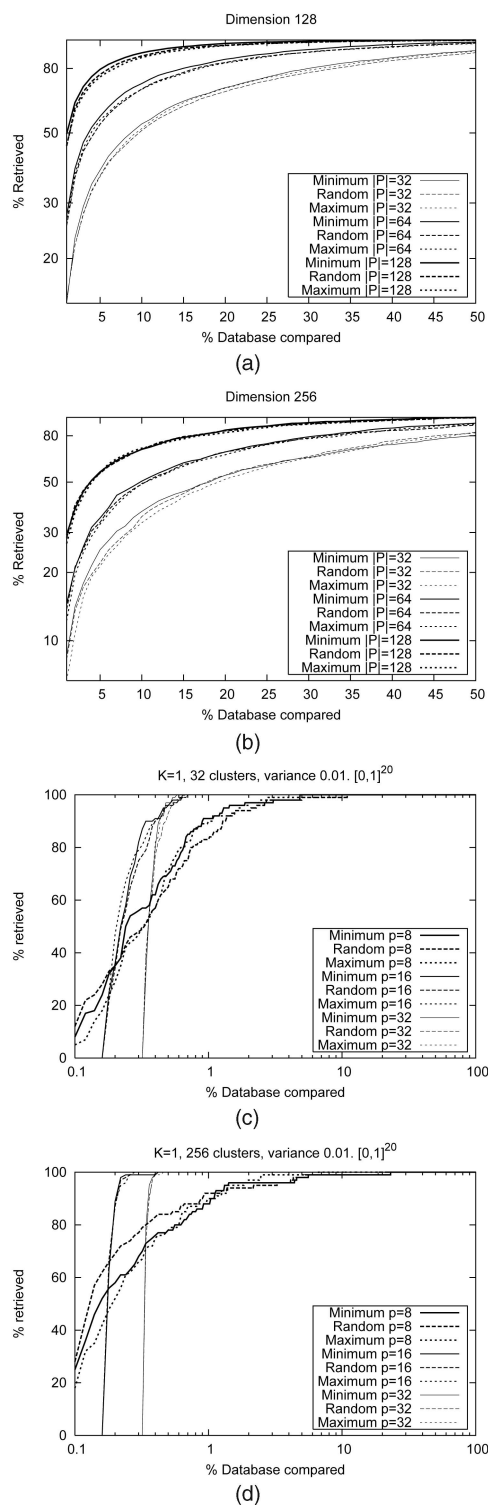 Dimension 128
80
50
30
20
5 10 15 20 25 30 35 40 45 50
% Retrieved
% Database compared
Minimum |P|=32
Random |P|=32
Maximum |P|=32
Minimum |P|=64
Random |P|=64
Maximum |P|=64
Minimum |P|=128
Random |P|=128
Maximum |P|=128
(a)
Dimension 256
80
50
30
20
10
5 10 15 20 25 30 35 40 45 50
% Retrieved
% Database compared
Minimum |P|=32
Random |P|=32
Maximum |P|=32
Minimum |P|=64
Random |P|=64
Maximum |P|=64
Minimum |P|=128
Random |P|=128
Maximum |P|=128
(b)
K=1, 32 clusters, variance 0.01. [0,1]^20
100
80
60
40
20
0
0.1 1 10 100
% retrieved
% Database compared
Minimum p=8
Random p=8
Maximum p=8
Minimum p=16
Random p=16
Maximum p=16
Minimum p=32
Random p=32
Maximum p=32
(c)
K=1, 256 clusters, variance 0.01. [0,1]^20
100
80
60
40
20
0
0.1 1 10 100
% retrieved
% Database compared
Minimum p=8
Random p=8
Maximum p=8
Minimum p=16
Random p=16
Maximum p=16
Minimum p=32
Random p=32
Maximum p=32
(d)